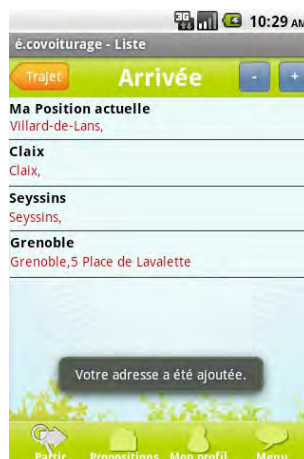 3G 10:29 AM
é.covoiturage - Liste
Trajet Arrivée - +
Ma Position actuelle
Villard-de-Lans,
Claix
Claix,
Seyssins
Seyssins,
Grenoble
Grenoble,5 Place de Lavalette
Votre adresse a été ajoutée.
Partir Propositions Mon profil Menu